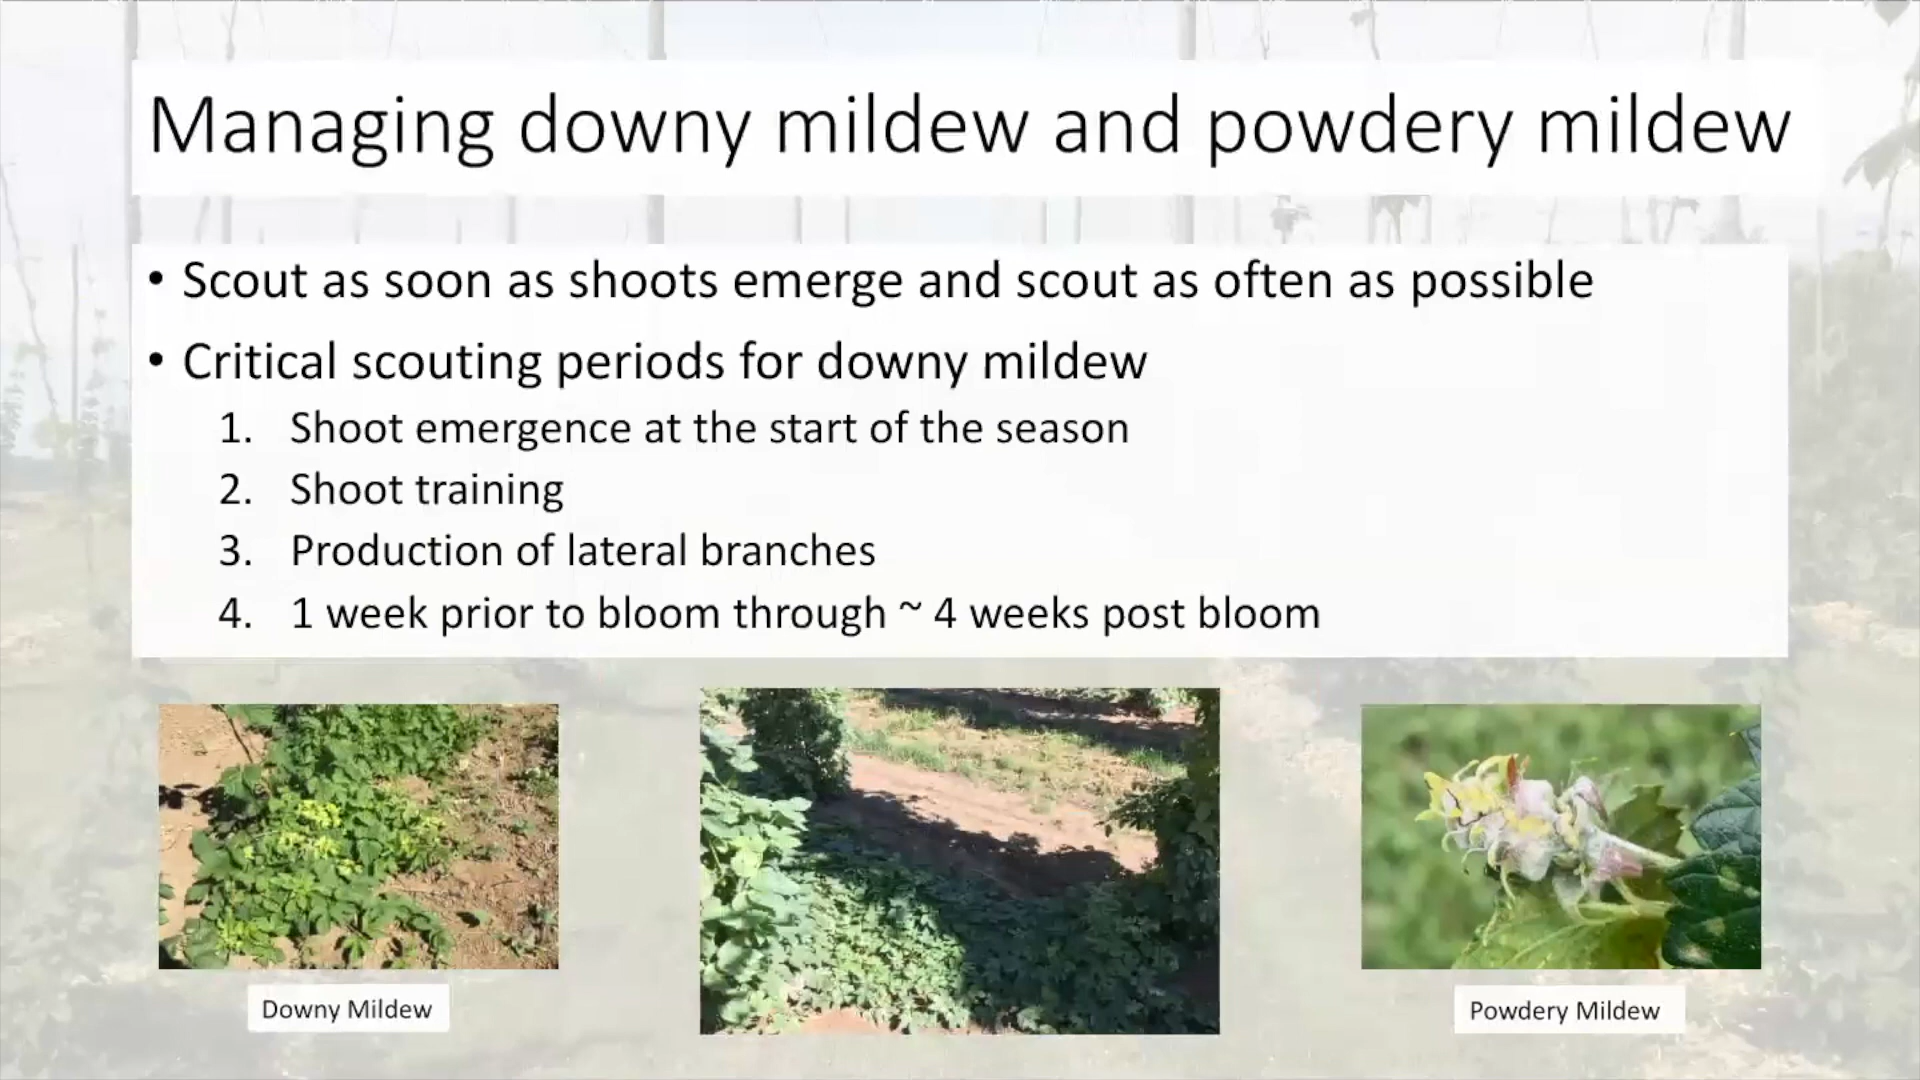 Managing downy mildew and powdery mildew
• Scout as soon as shoots emerge and scout as often as possible
• Critical scouting periods for downy mildew
1. Shoot emergence at the start of the season
2. Shoot training
3. Production of lateral branches
4. 1 week prior to bloom through ~ 4 weeks post bloom
Downy Mildew
Powdery Mildew